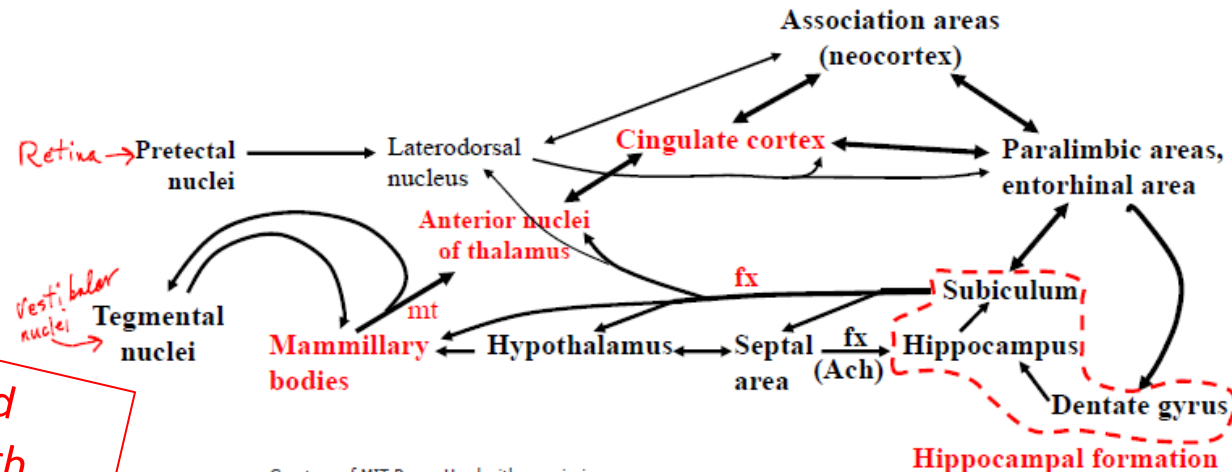 Association areas
(neocortex)
Retina → Pretectal
nuclei
Laterodorsal
nucleus
Cingulate cortex
Paralimbic areas,
entorhinal area
Anterior nuclei
of thalamus
fx
mt
Vestibular
nuclei
Tegmental
nuclei
Mammillary
bodies
Hypothalamus
Septal
area
fx
(Ach)
Subiculum
Hippocampus
Dentate gyrus
Hippocampal formation